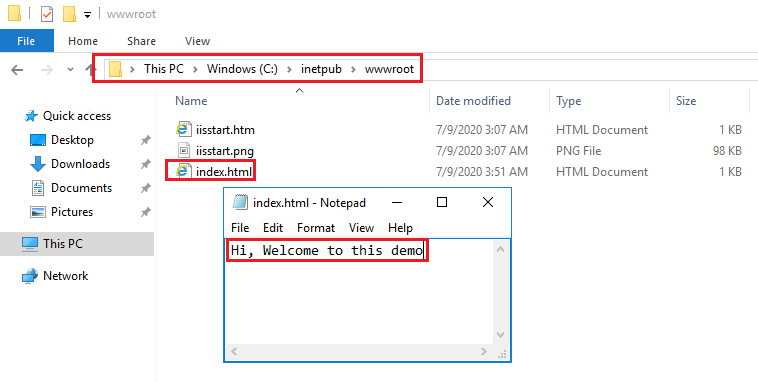 wwwroot
File Home Share View
This PC Windows (C:) inetpub wwwroot
Name Date modified Type Size
Quick access
Desktop
Downloads
Documents
Pictures
This PC
Network
iisstart.htm 7/9/2020 3:07 AM HTML Document 1 KB
iisstart.png 7/9/2020 3:07 AM PNG File 98 KB
index.html 7/9/2020 3:51 AM HTML Document 1 KB
index.html - Notepad
File Edit Format View Help
Hi, Welcome to this demo